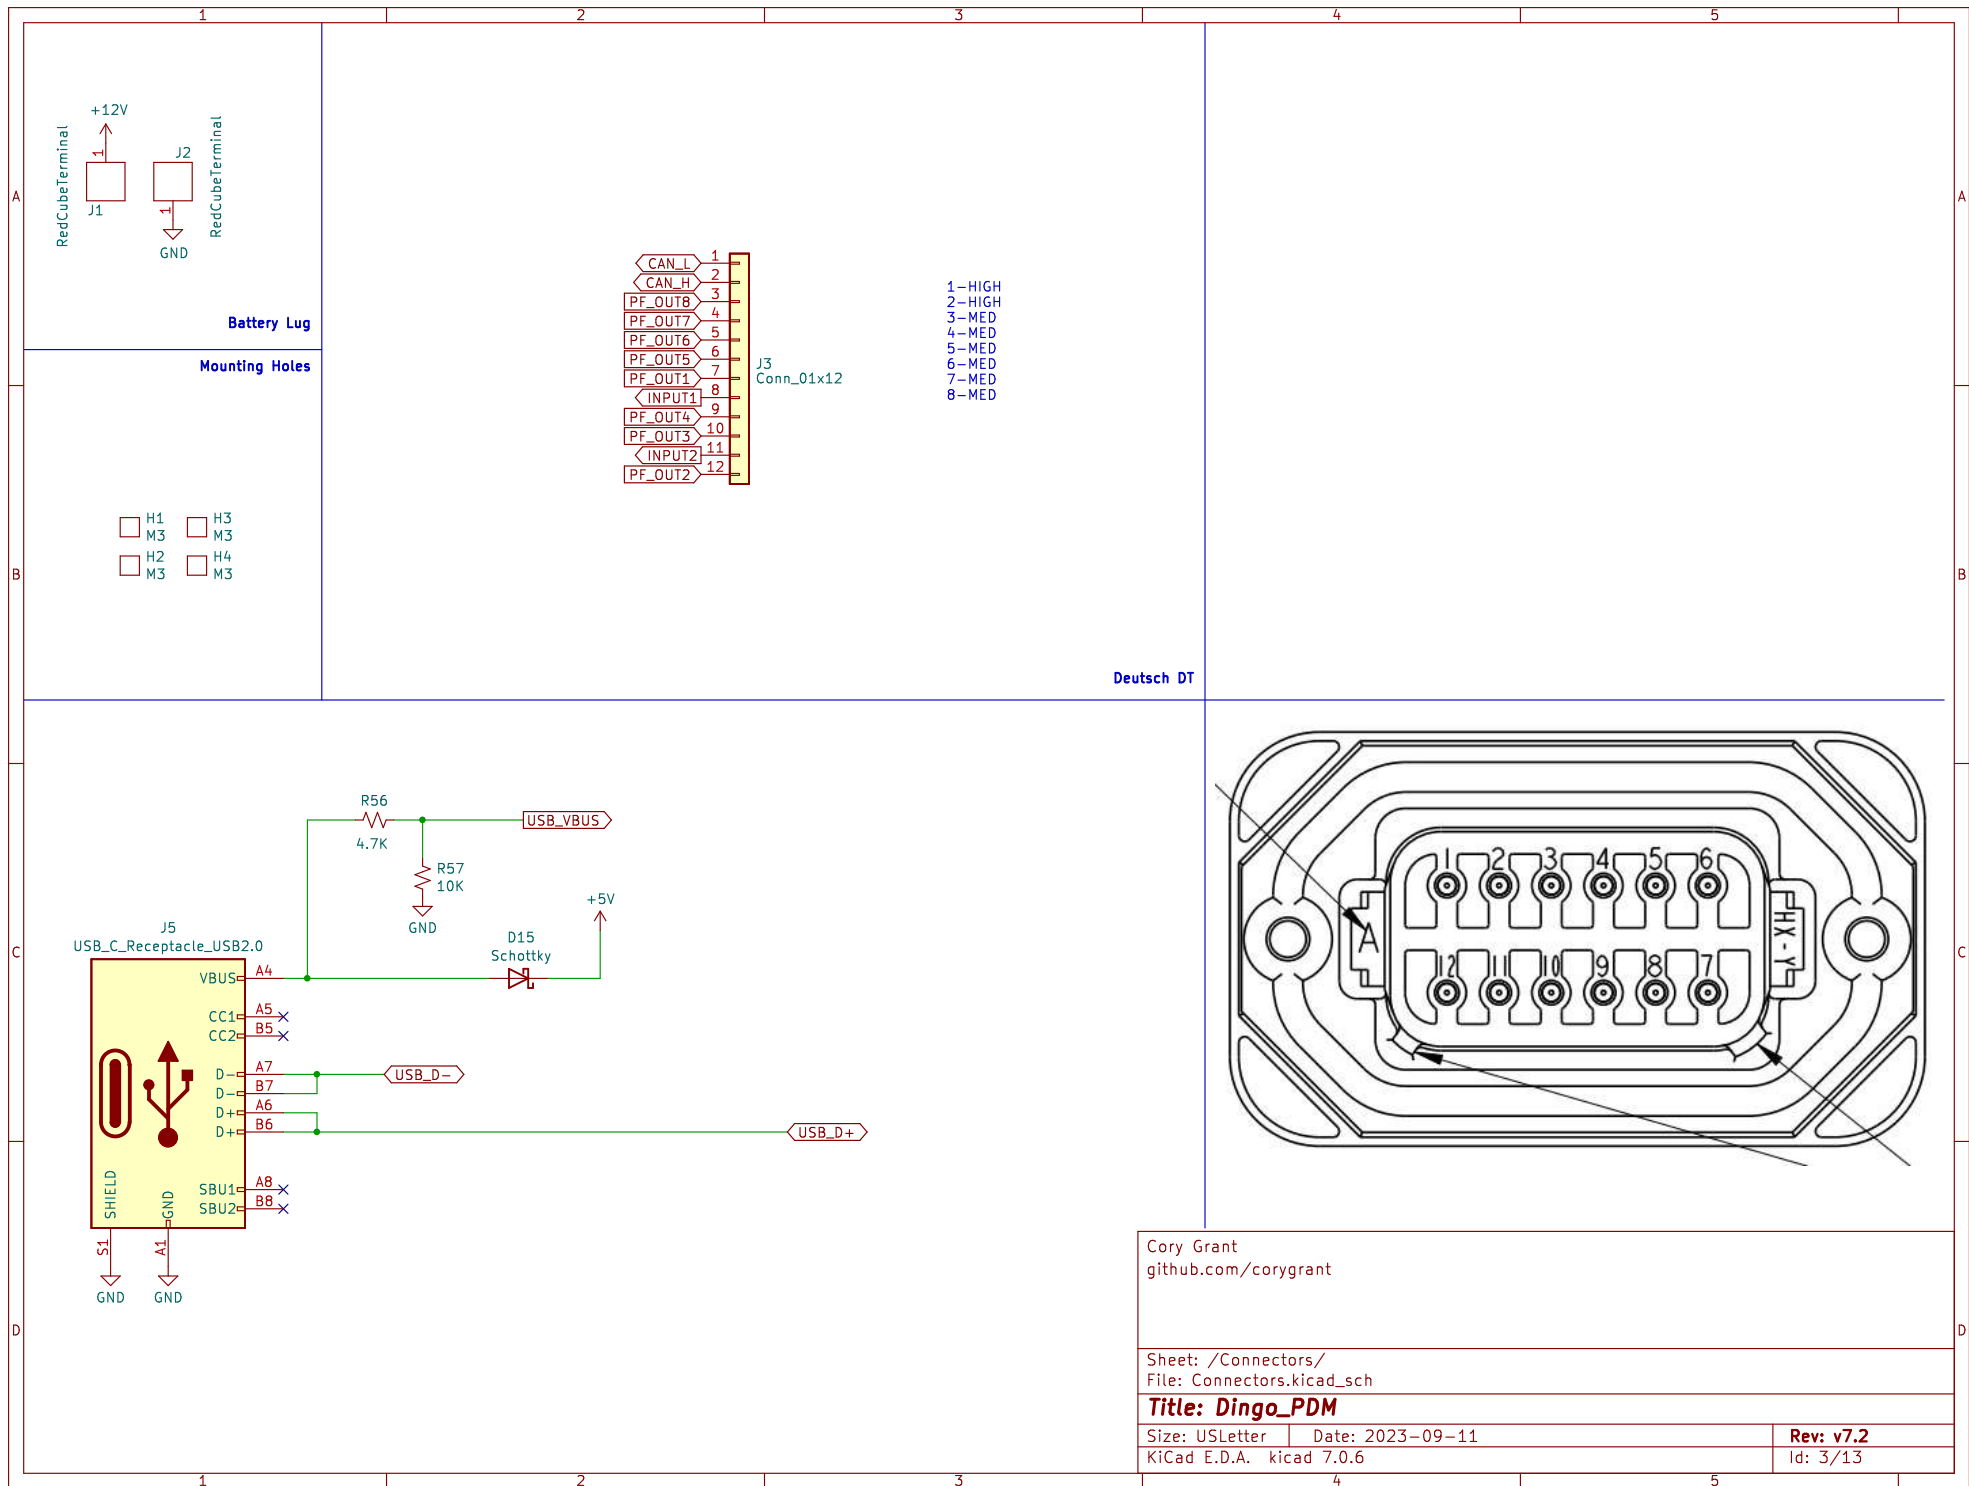 1 2 3 4 5
A A
B B
C C
D D
+12V
RedCubeTerminal
1
J1
J2
RedCubeTerminal
1
GND
Battery Lug
Mounting Holes
H1
M3
H3
M3
H2
M3
H4
M3
CAN_L 1
CAN_H 2
PF_OUT8 3
PF_OUT7 4
PF_OUT6 5
PF_OUT5 6
PF_OUT1 7
INPUT1 8
PF_OUT4 9
PF_OUT3 10
INPUT2 11
PF_OUT2 12
J3
Conn_01x12
1-HIGH
2-HIGH
3-MED
4-MED
5-MED
6-MED
7-MED
8-MED
Deutsch DT
R56
4.7K
USB_VBUS
R57
10K
GND
+5V
D15
Schottky
J5
USB_C_Receptacle_USB2.0
VBUS A4
CC1 A5
CC2 B5
D- A7
D- B7
D+ A6
D+ B6
SBU1 A8
SBU2 B8
USB_D-
USB_D+
SHIELD
GND
S1
A1
GND
GND
1 2 3 4 5 6
A
HX-Y
12 11 10 9 8 7
Cory Grant
github.com/corygrant
Sheet: /Connectors/
File: Connectors.kicad_sch
Title: Dingo_PDM
Size: USLetter Date: 2023-09-11 Rev: v7.2
KiCad E.D.A. kicad 7.0.6 Id: 3/13
1 2 3 4 5